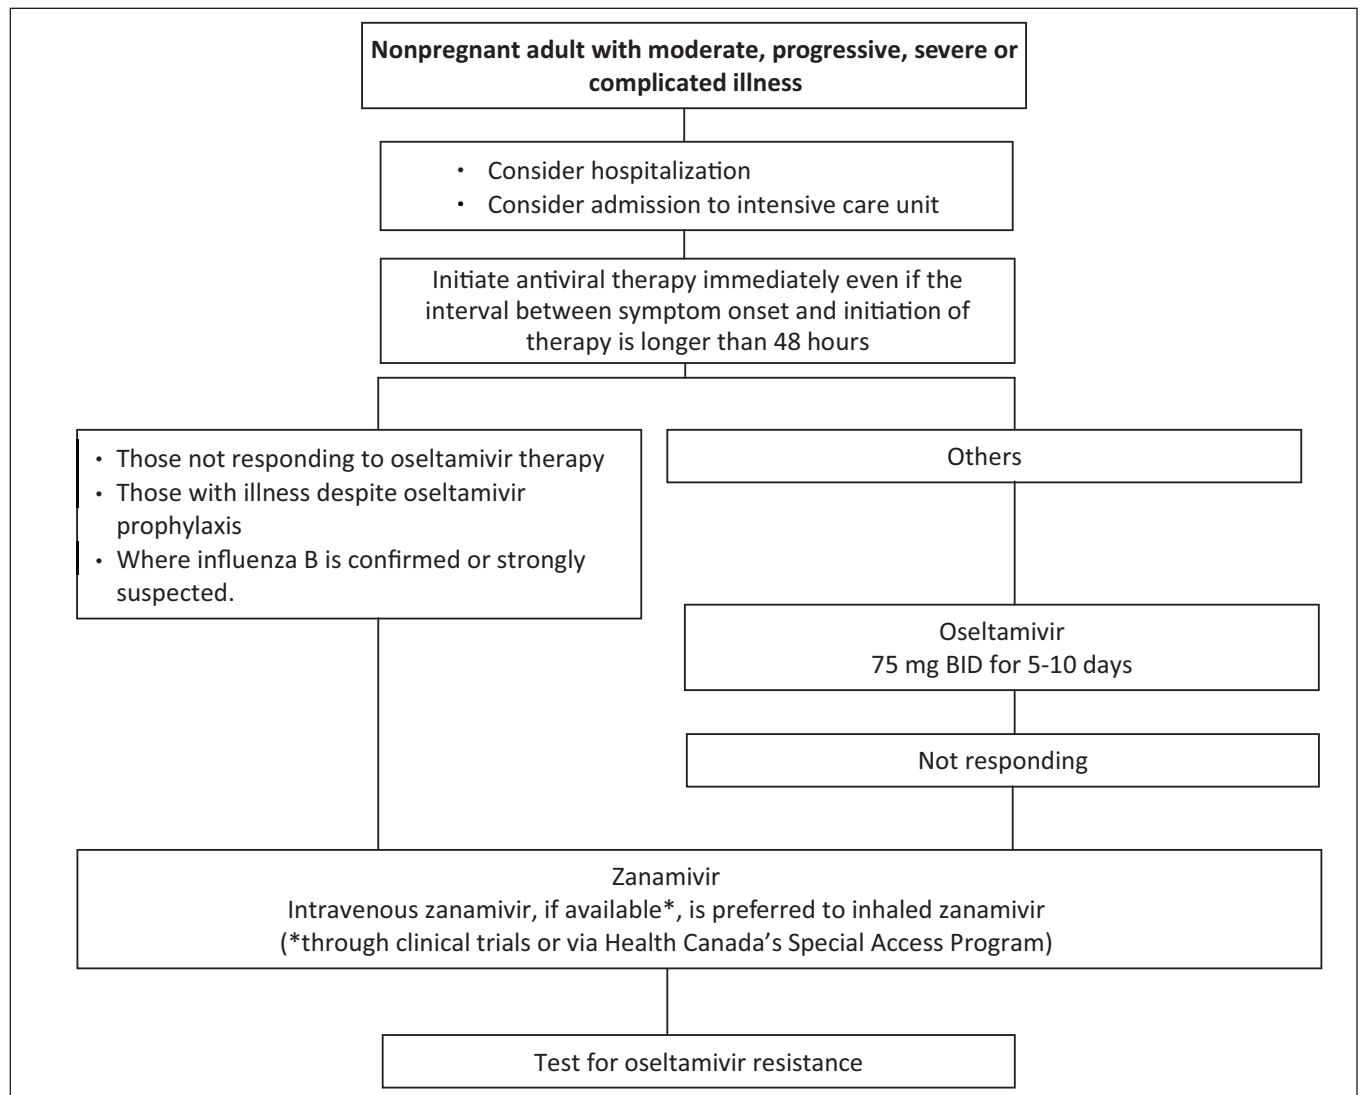 Nonpregnant adult with moderate, progressive, severe or
complicated illness
• Consider hospitalization
• Consider admission to intensive care unit
Initiate antiviral therapy immediately even if the
interval between symptom onset and initiation of
therapy is longer than 48 hours
• Those not responding to oseltamivir therapy
• Those with illness despite oseltamivir
prophylaxis
• Where influenza B is confirmed or strongly
suspected.
Others
Oseltamivir
75 mg BID for 5-10 days
Not responding
Zanamivir
Intravenous zanamivir, if available*, is preferred to inhaled zanamivir
(*through clinical trials or via Health Canada’s Special Access Program)
Test for oseltamivir resistance